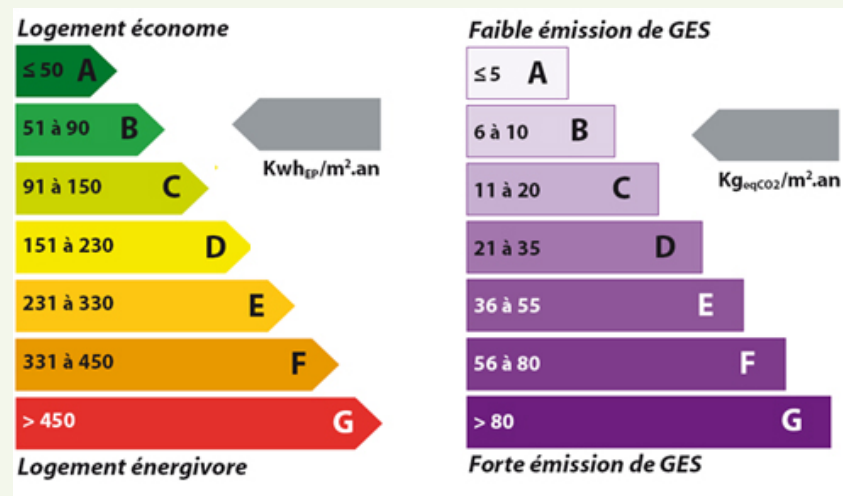 Logement économe
≤ 50 A
51 à 90 B
KwhEP/m².an
91 à 150 C
151 à 230 D
231 à 330 E
331 à 450 F
> 450 G
Logement énergivore
Faible émission de GES
≤ 5 A
6 à 10 B
KgeqCO2/m².an
11 à 20 C
21 à 35 D
36 à 55 E
56 à 80 F
> 80 G
Forte émission de GES